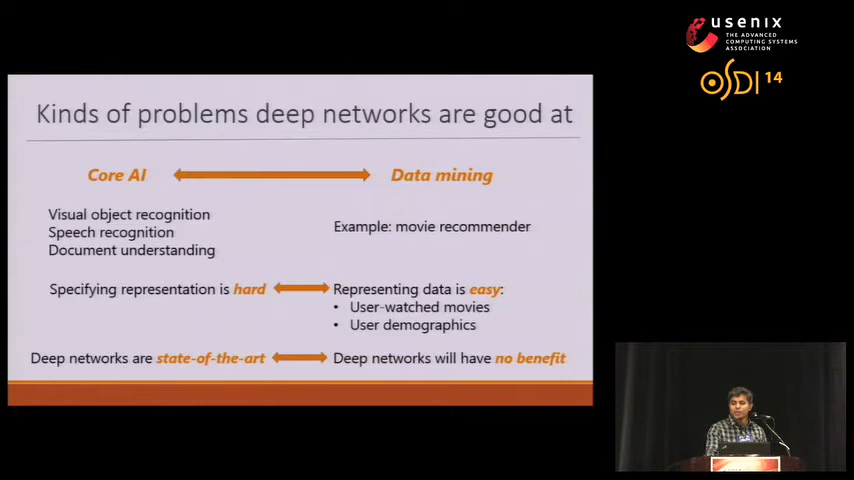 usenix
THE ADVANCED
COMPUTING SYSTEMS
ASSOCIATION
OSDI 14
Kinds of problems deep networks are good at
Core AI
Data mining
Visual object recognition
Speech recognition
Document understanding
Example: movie recommender
Specifying representation is hard
Representing data is easy:
• User-watched movies
• User demographics
Deep networks are state-of-the-art
Deep networks will have no benefit